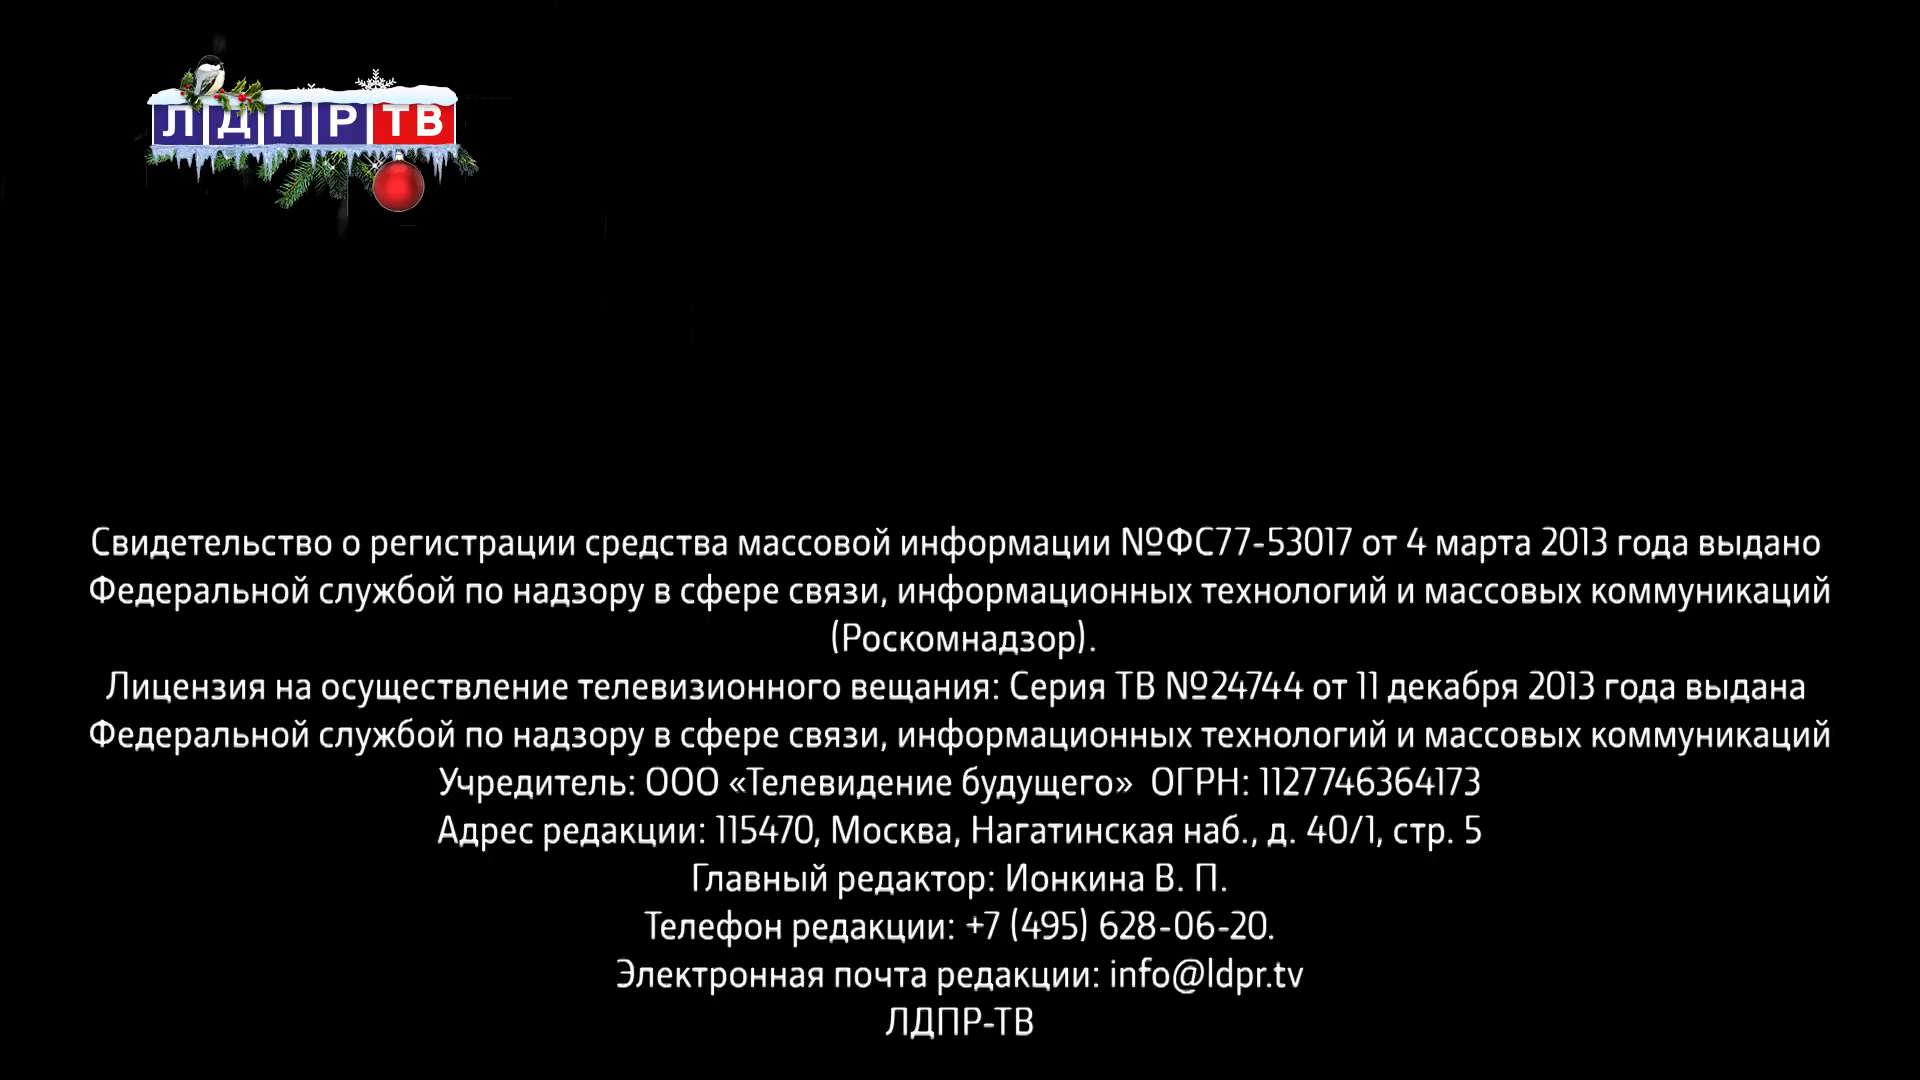 ЛДПР ТВ
Свидетельство о регистрации средства массовой информации №ФС77-53017 от 4 марта 2013 года выдано
Федеральной службой по надзору в сфере связи, информационных технологий и массовых коммуникаций
(Роскомнадзор).
Лицензия на осуществление телевизионного вещания: Серия ТВ №24744 от 11 декабря 2013 года выдана
Федеральной службой по надзору в сфере связи, информационных технологий и массовых коммуникаций
Учредитель: ООО «Телевидение будущего» ОГРН: 1127746364173
Адрес редакции: 115470, Москва, Нагатинская наб., д. 40/1, стр. 5
Главный редактор: Ионкина В. П.
Телефон редакции: +7 (495) 628-06-20.
Электронная почта редакции: info@ldpr.tv
ЛДПР-ТВ